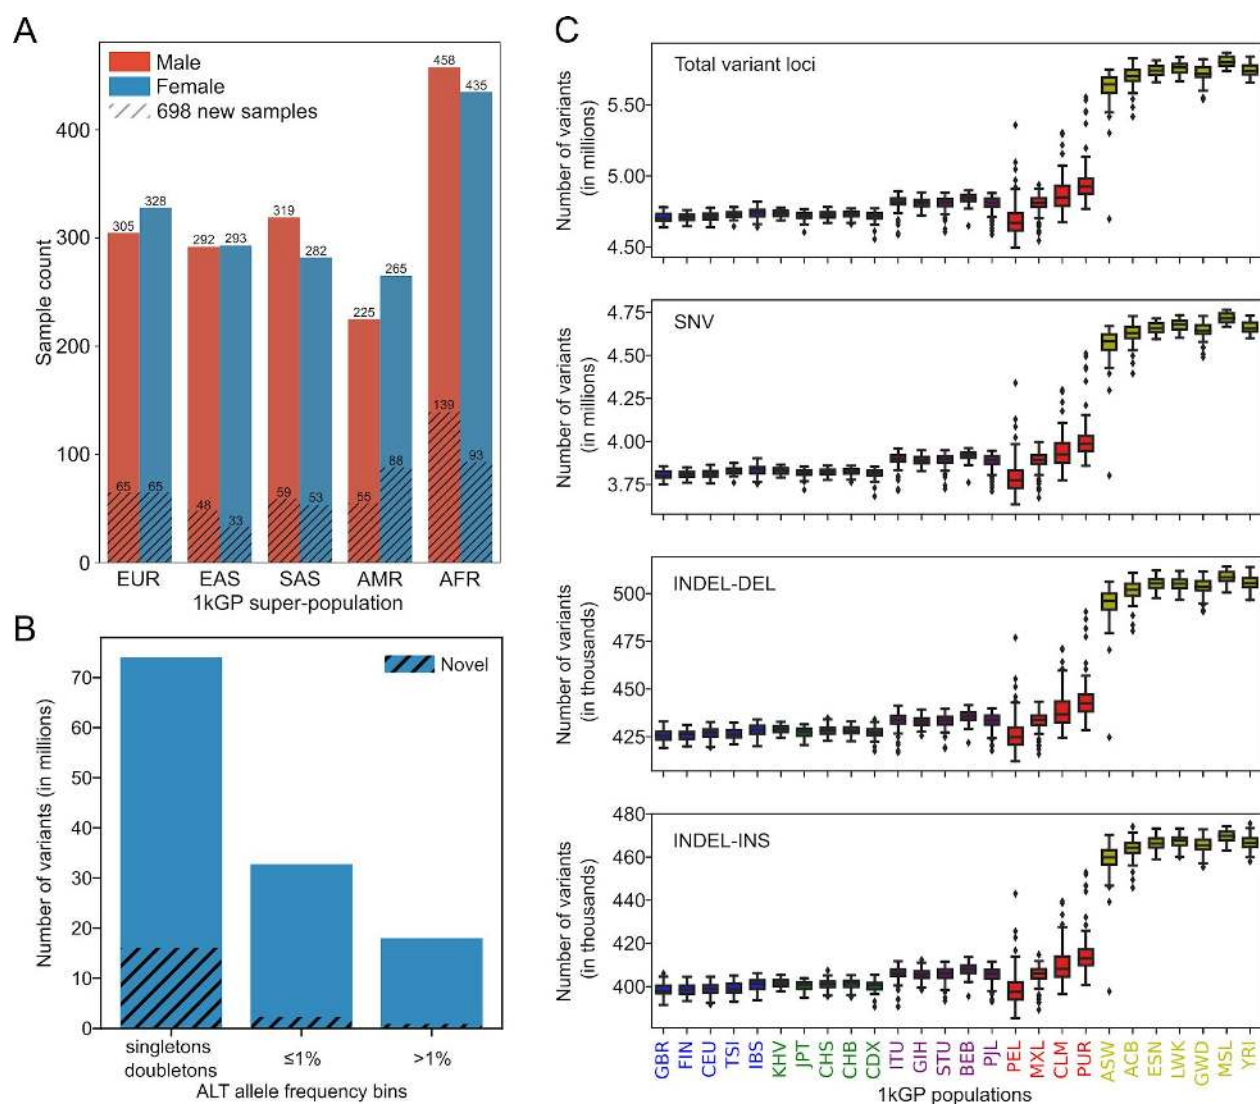 A
Male
Female
698 new samples
458
435
400
305
328
292
293
319
282
300
225
265
200
139
93
88
65
65
48
33
59
53
55
100
0
Sample count
EUR EAS SAS AMR AFR
1kGP super-population
B
Novel
70
60
50
40
30
20
10
0
Number of variants (in millions)
singletons
doubletons
≤1%
>1%
ALT allele frequency bins
C
Total variant loci
Number of variants
(in millions)
5.50
5.00
4.50
SNV
Number of variants
(in millions)
4.75
4.50
4.25
4.00
3.75
INDEL-DEL
Number of variants
(in thousands)
500
475
450
425
INDEL-INS
Number of variants
(in thousands)
480
460
440
420
400
GBR FIN CEU TSI IBS KHV JPT CHS CHB CDX ITU GIH STU BEB PJL PEL MXL CLM PUR ASW ACB ESN LWK GWD MSL YRI
1kGP populations